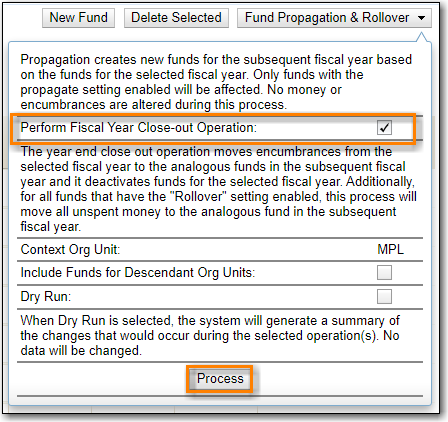 New Fund Delete Selected Fund Propagation & Rollover
Propagation creates new funds for the subsequent fiscal year based
on the funds for the selected fiscal year. Only funds with the
propagate setting enabled will be affected. No money or
encumbrances are altered during this process.
Perform Fiscal Year Close-out Operation:
The year end close out operation moves encumbrances from the
selected fiscal year to the analogous funds in the subsequent fiscal
year and it deactivates funds for the selected fiscal year. Additionally,
for all funds that have the "Rollover" setting enabled, this process will
move all unspent money to the analogous fund in the subsequent
fiscal year.
Context Org Unit: MPL
Include Funds for Descendant Org Units:
Dry Run:
When Dry Run is selected, the system will generate a summary of
the changes that would occur during the selected operation(s). No
data will be changed.
Process